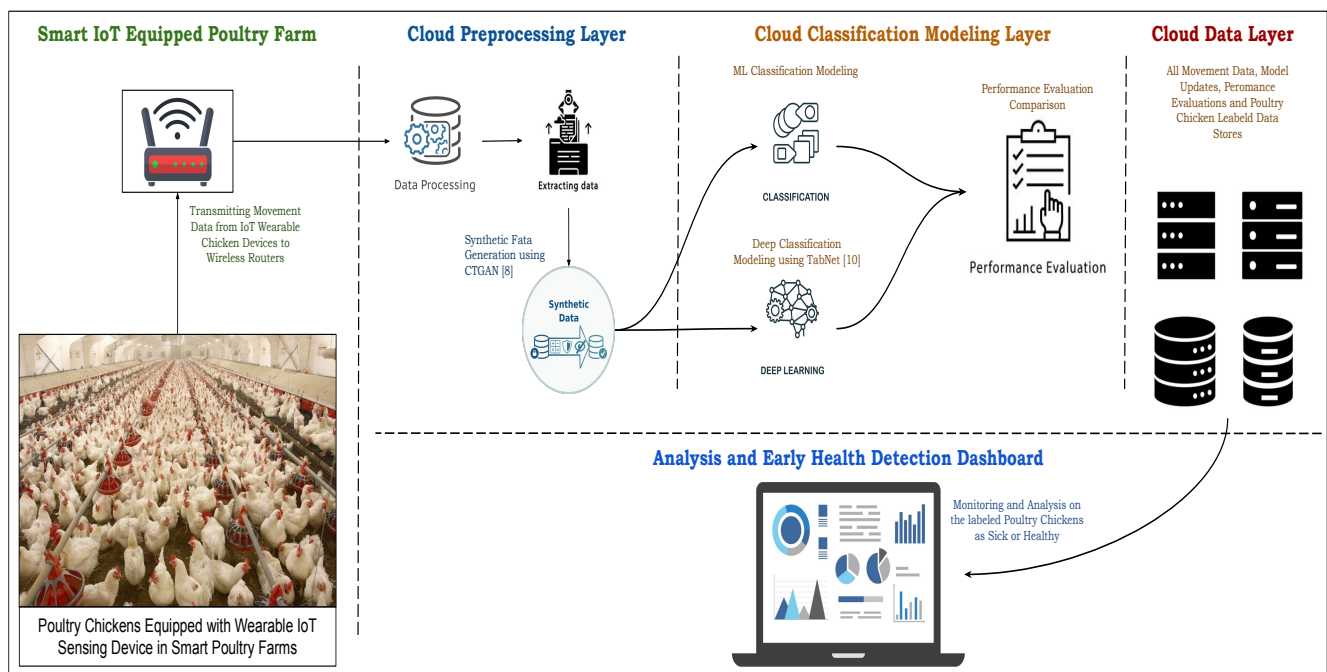 Smart IoT Equipped Poultry Farm
Transmitting Movement
Data from IoT Wearable
Chicken Devices to
Wireless Routers
Poultry Chickens Equipped with Wearable IoT
Sensing Device in Smart Poultry Farms
Cloud Preprocessing Layer
Data Processing
Extracting data
Synthetic Fata
Generation using
CTGAN [8]
Synthetic
Data
Cloud Classification Modeling Layer
ML Classification Modeling
CLASSIFICATION
Deep Classification
Modeling using TabNet [10]
DEEP LEARNING
Performance Evaluation
Comparison
Performance Evaluation
Cloud Data Layer
All Movement Data, Model
Updates, Peromance
Evaluations and Poultry
Chicken Leabeld Data
Stores
Analysis and Early Health Detection Dashboard
Monitoring and Analysis on
the labeled Poultry Chickens
as Sick or Healthy